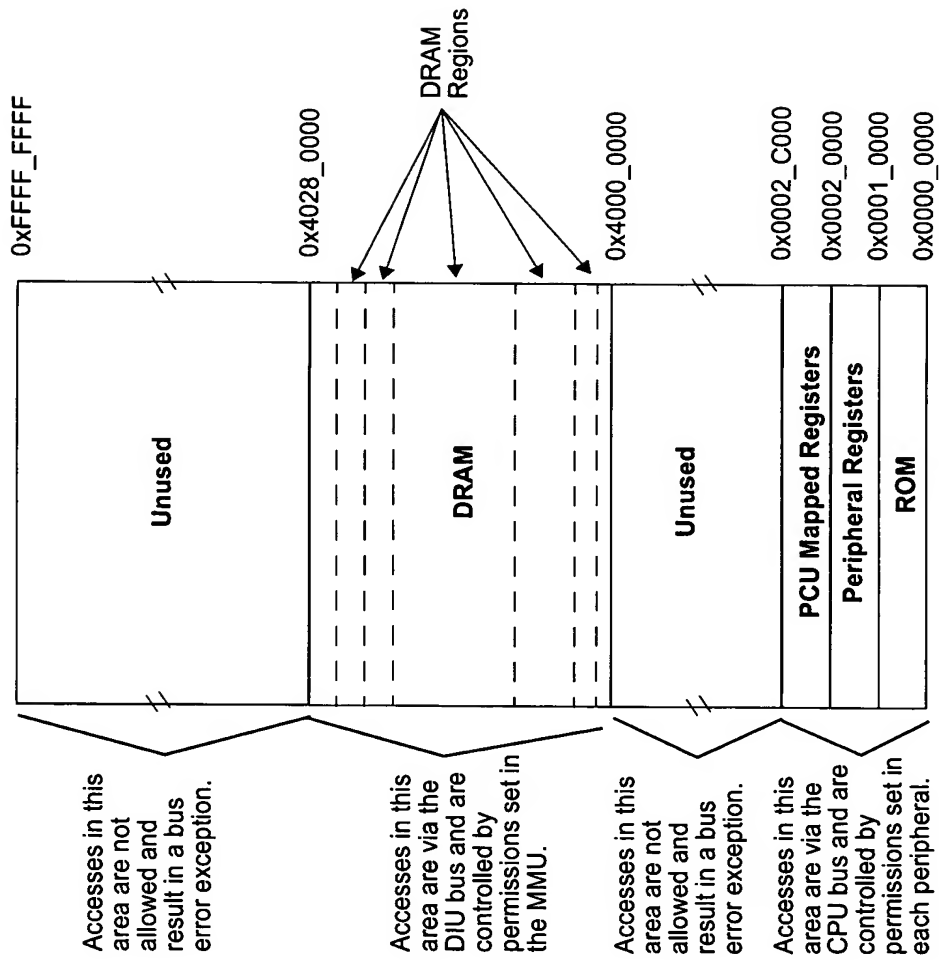 0xFFFF_FFFF
Accesses in this
area are not
allowed and
result in a bus
error exception.
Unused
0x4028_0000
Accesses in this
area are via the
DIU bus and are
controlled by
permissions set in
the MMU.
DRAM
DRAM
Regions
0x4000_0000
Accesses in this
area are not
allowed and
result in a bus
error exception.
Unused
0x0002_C000
Accesses in this
area are via the
CPU bus and are
controlled by
permissions set in
each peripheral.
PCU Mapped Registers
0x0002_0000
Peripheral Registers
0x0001_0000
ROM
0x0000_0000